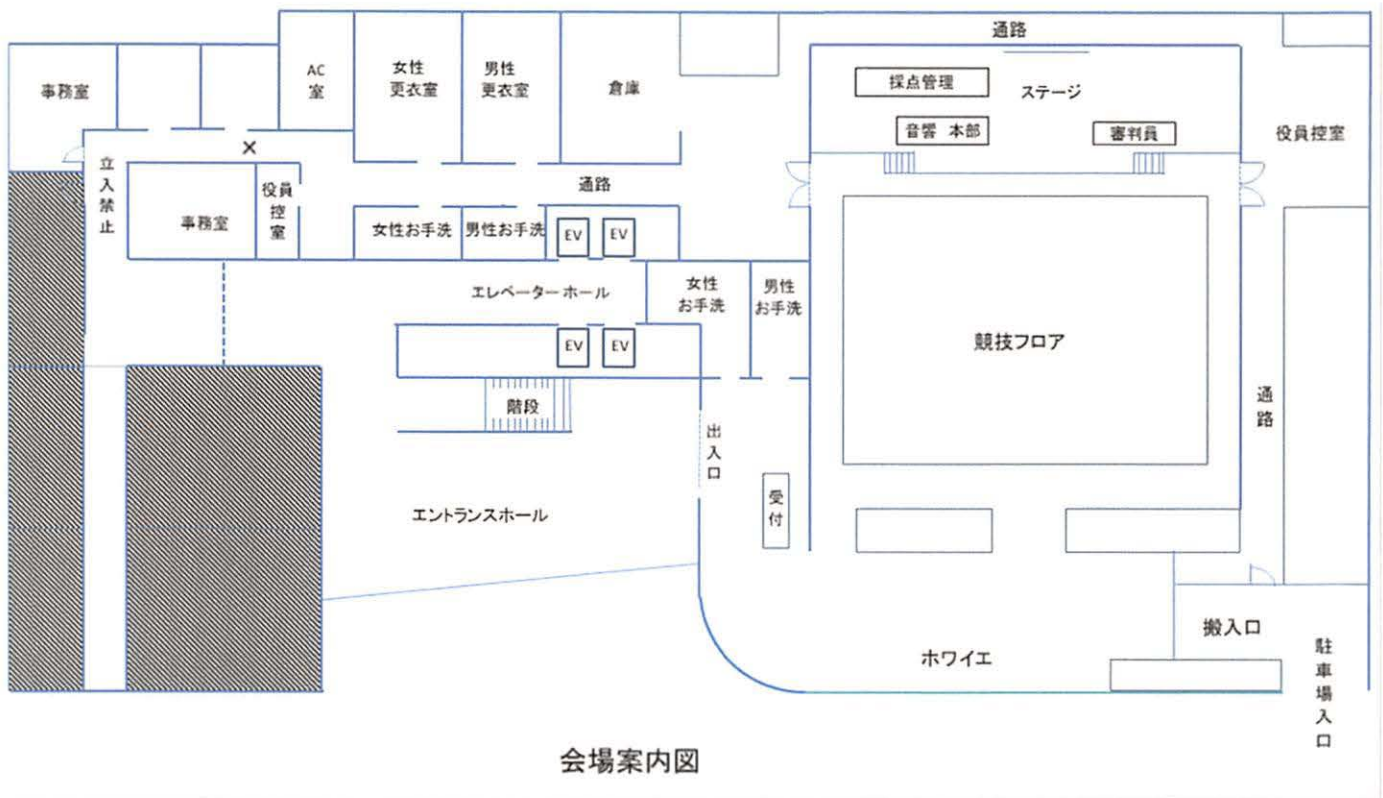 通路
事務室
AC
室
女性
更衣室
男性
更衣室
倉庫
採点管理
ステージ
音響 本部
審判員
役員控室
×
立入禁止
事務室
役員控室
通路
女性お手洗
男性お手洗
EV
EV
エレベーターホール
女性
お手洗
男性
お手洗
EV
EV
階段
競技フロア
通路
出入口
受付
エントランスホール
搬入口
ホワイエ
駐車場入口
会場案内図